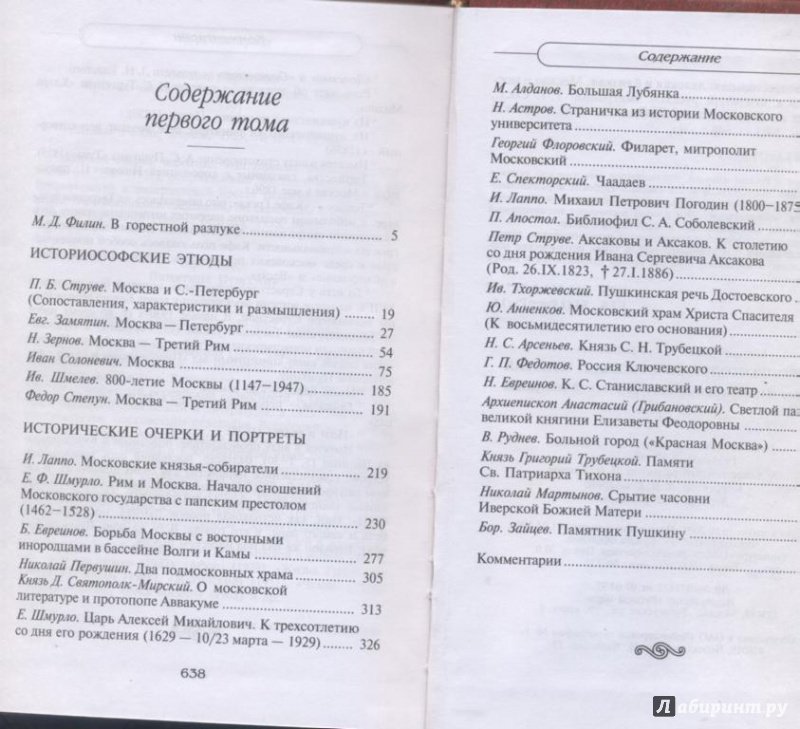 Содержание
первого тома
М. Д. Филин. В горестной разлуке 5
ИСТОРИОСОФСКИЕ ЭТЮДЫ
П. Б. Струве. Москва и С.-Петербург
(Сопоставления, характеристики и размышления) 19
Евг. Замятин. Москва — Петербург 27
Н. Зернов. Москва — Третий Рим 54
Иван Солоневич. Москва 75
Ив. Шмелев. 800-летие Москвы (1147–1947) 185
Федор Степун. Москва — Третий Рим 191
ИСТОРИЧЕСКИЕ ОЧЕРКИ И ПОРТРЕТЫ
И. Лаппо. Московские князья-собиратели 219
Е. Ф. Шмурло. Рим и Москва. Начало сношений
Московского государства с папским престолом
(1462–1528) 230
Б. Евреинов. Борьба Москвы с восточными
инородцами в бассейне Волги и Камы 277
Николай Первушин. Два подмосковных храма 305
Князь Д. Святополк-Мирский. О московской
литературе и протопопе Аввакуме 313
Е. Шмурло. Царь Алексей Михайлович. К трехсотлетию
со дня его рождения (1629 — 10/23 марта — 1929) 326
638
Содержание
М. Алданов. Большая Лубянка
Н. Астров. Страничка из истории Московского
университета
Георгий Флоровский. Филарет, митрополит
Московский
Е. Спекторский. Чаадаев
И. Лаппо. Михаил Петрович Погодин (1800–1875
П. Апостол. Библиофил С. А. Соболевский
Петр Струве. Аксаковы и Аксаков. К столетию
со дня рождения Ивана Сергеевича Аксакова
(Род. 26.IX.1823, † 27.I.1886)
Ив. Тхоржевский. Пушкинская речь Достоевского
Ю. Анненков. Московский храм Христа Спасителя
(К восьмидесятилетию его основания)
Н. С. Арсеньев. Князь С. Н. Трубецкой
Г. П. Федотов. Россия Ключевского
Н. Евреинов. К. С. Станиславский и его театр
Архиепископ Анастасий (Грибановский). Светлой па
великой княгини Елизаветы Феодоровны
В. Руднев. Больной город («Красная Москва»)
Князь Григорий Трубецкой. Памяти
Св. Патриарха Тихона
Николай Мартынов. Срытие часовни
Иверской Божией Матери
Бор. Зайцев. Памятник Пушкину
Комментарии
Лабиринт.ру